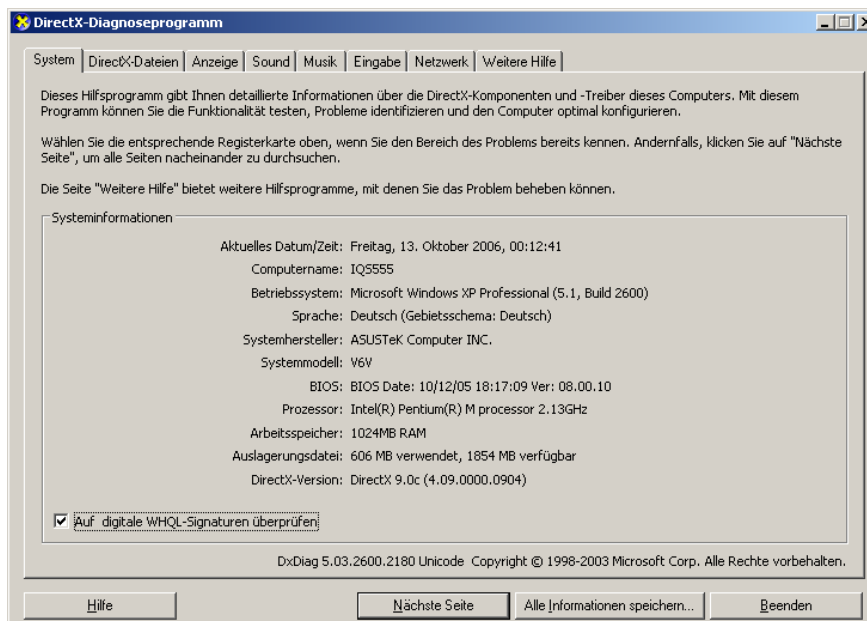 DirectX-Diagnoseprogramm
System DirectX-Dateien Anzeige Sound Musik Eingabe Netzwerk Weitere Hilfe
Dieses Hilfsprogramm gibt Ihnen detaillierte Informationen über die DirectX-Komponenten und -Treiber dieses Computers. Mit diesem
Programm können Sie die Funktionalität testen, Probleme identifizieren und den Computer optimal konfigurieren.
Wählen Sie die entsprechende Registerkarte oben, wenn Sie den Bereich des Problems bereits kennen. Andernfalls, klicken Sie auf "Nächste
Seite", um alle Seiten nacheinander zu durchsuchen.
Die Seite "Weitere Hilfe" bietet weitere Hilfsprogramme, mit denen Sie das Problem beheben können.
Systeminformationen
Aktuelles Datum/Zeit: Freitag, 13. Oktober 2006, 00:12:41
Computername: IQS555
Betriebssystem: Microsoft Windows XP Professional (5.1, Build 2600)
Sprache: Deutsch (Gebietsschema: Deutsch)
Systemhersteller: ASUSTeK Computer INC.
Systemmodell: V6V
BIOS: BIOS Date: 10/12/05 18:17:09 Ver: 08.00.10
Prozessor: Intel(R) Pentium(R) M processor 2.13GHz
Arbeitsspeicher: 1024MB RAM
Auslagerungsdatei: 606 MB verwendet, 1854 MB verfügbar
DirectX-Version: DirectX 9.0c (4.09.0000.0904)
Auf digitale WHQL-Signaturen überprüfen
DxDiag 5.03.2600.2180 Unicode Copyright © 1998-2003 Microsoft Corp. Alle Rechte vorbehalten.
Hilfe Nächste Seite Alle Informationen speichern... Beenden